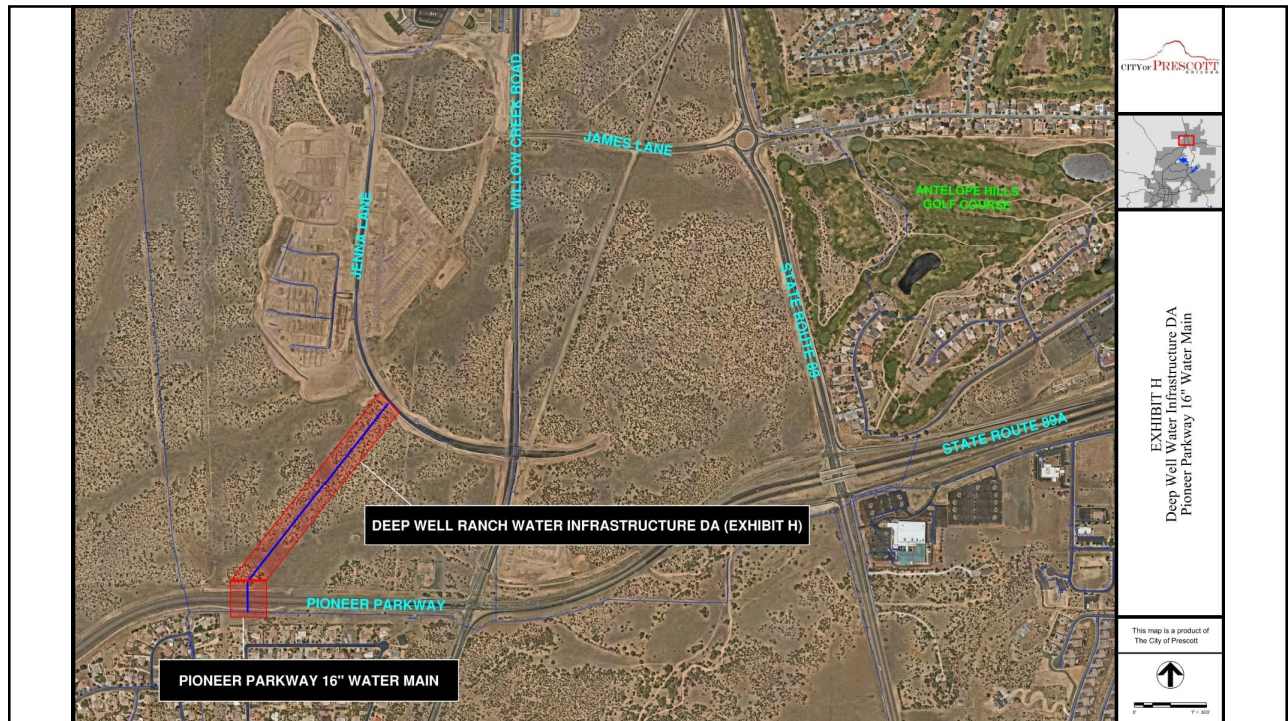 WILLOW CREEK ROAD
JAMES LANE
JENNA LANE
ANTELOPE HILLS
GOLF COURSE
STATE ROUTE 89
STATE ROUTE 89A
DEEP WELL RANCH WATER INFRASTRUCTURE DA (EXHIBIT H)
PIONEER PARKWAY
PIONEER PARKWAY 16" WATER MAIN
CITY OF PRESCOTT
ARIZONA
EXHIBIT H
Deep Well Water Infrastructure DA
Pioneer Parkway 16" Water Main
This map is a product of
The City of Prescott
0'